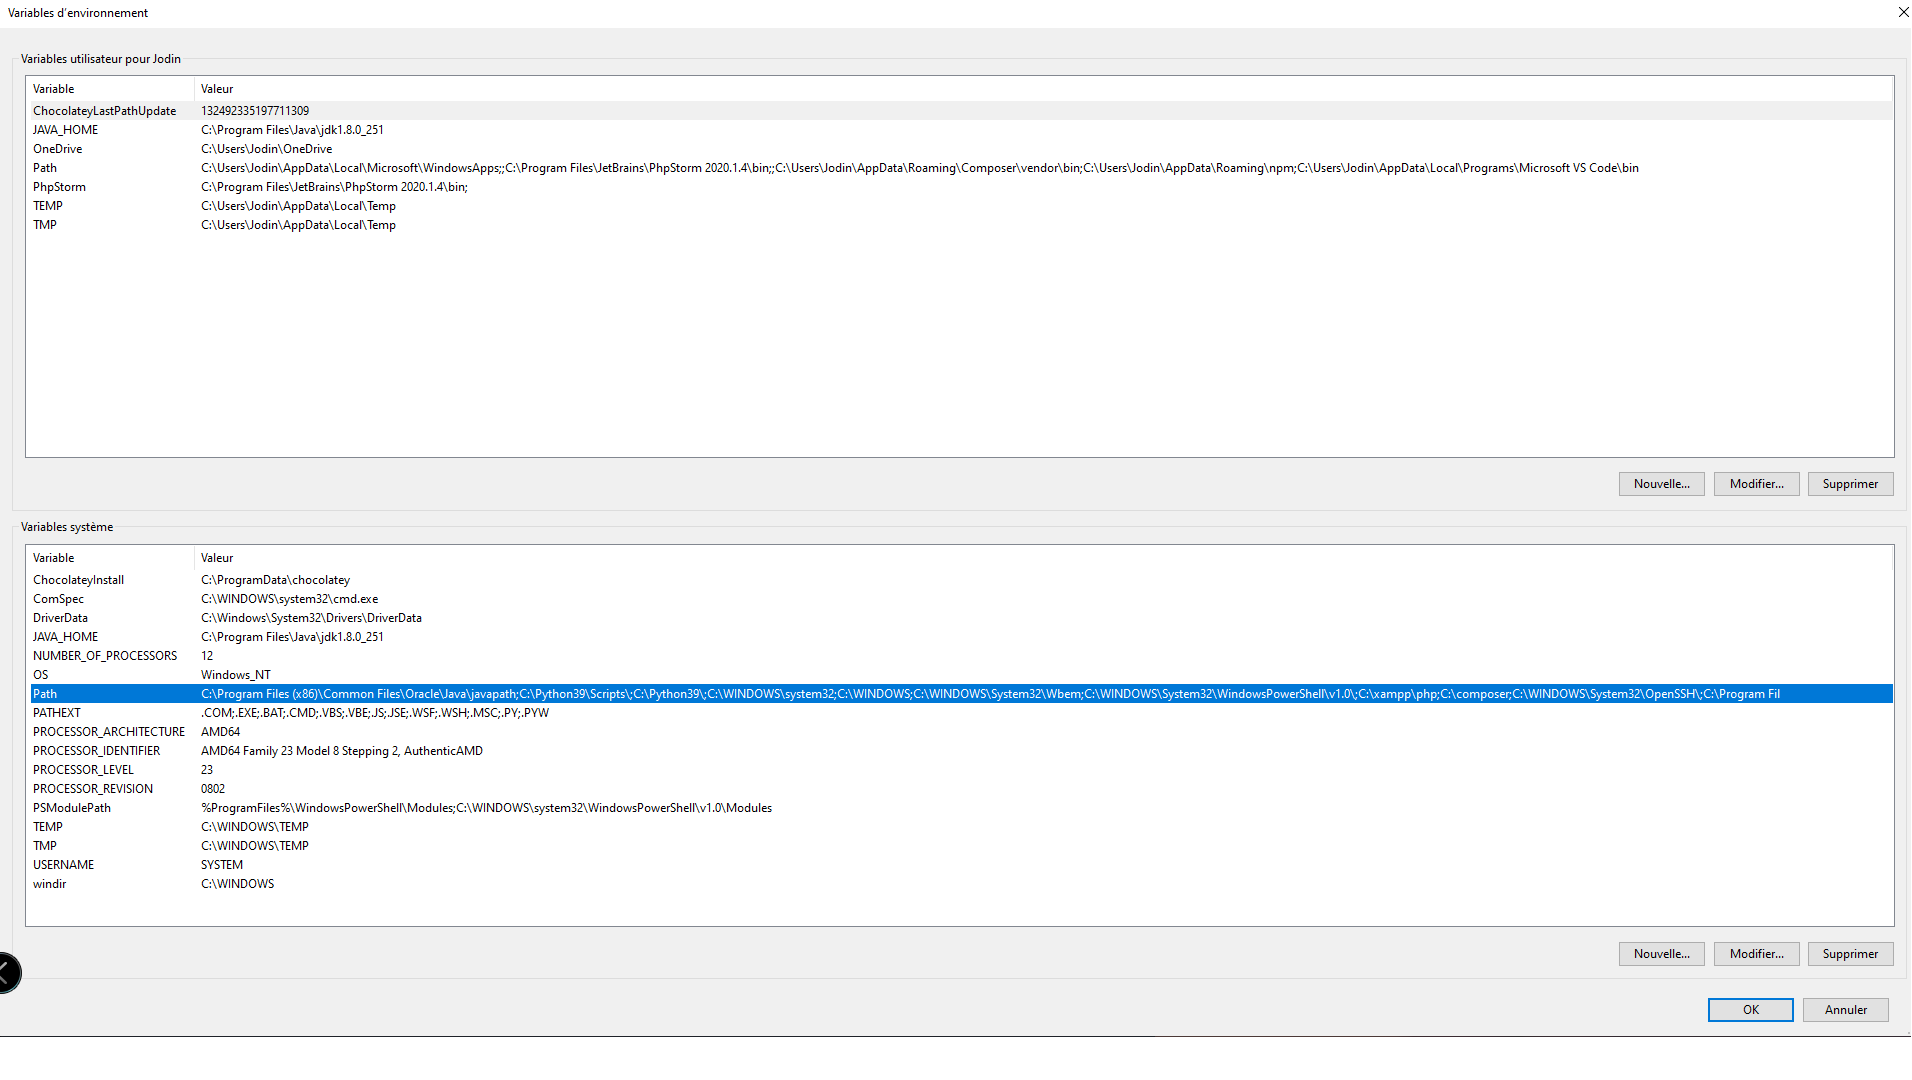 Variables d'environnement
Variables utilisateur pour Jodin
Variable Valeur
ChocolateyLastPathUpdate 132492335197711309
JAVA_HOME C:\Program Files\Java\jdk1.8.0_251
OneDrive C:\Users\Jodin\OneDrive
Path C:\Users\Jodin\AppData\Local\Microsoft\WindowsApps;;C:\Program Files\JetBrains\PhpStorm 2020.1.4\bin;;C:\Users\Jodin\AppData\Roaming\Composer\vendor\bin;C:\Users\Jodin\AppData\Roaming\npm;C:\Users\Jodin\AppData\Local\Programs\Microsoft VS Code\bin
PhpStorm C:\Program Files\JetBrains\PhpStorm 2020.1.4\bin;
TEMP C:\Users\Jodin\AppData\Local\Temp
TMP C:\Users\Jodin\AppData\Local\Temp
Nouvelle... Modifier... Supprimer
Variables système
Variable Valeur
ChocolateyInstall C:\ProgramData\chocolatey
ComSpec C:\WINDOWS\system32\cmd.exe
DriverData C:\Windows\System32\Drivers\DriverData
JAVA_HOME C:\Program Files\Java\jdk1.8.0_251
NUMBER_OF_PROCESSORS 12
OS Windows_NT
Path C:\Program Files (x86)\Common Files\Oracle\Java\javapath;C:\Python39\Scripts\;C:\Python39\;C:\WINDOWS\system32;C:\WINDOWS;C:\WINDOWS\System32\Wbem;C:\WINDOWS\System32\WindowsPowerShell\v1.0\;C:\xampp\php;C:\composer;C:\WINDOWS\System32\OpenSSH\;C:\Program Fil
PATHEXT .COM;.EXE;.BAT;.CMD;.VBS;.VBE;.JS;.JSE;.WSF;.WSH;.MSC;.PY;.PYW
PROCESSOR_ARCHITECTURE AMD64
PROCESSOR_IDENTIFIER AMD64 Family 23 Model 8 Stepping 2, AuthenticAMD
PROCESSOR_LEVEL 23
PROCESSOR_REVISION 0802
PSModulePath %ProgramFiles%\WindowsPowerShell\Modules;C:\WINDOWS\system32\WindowsPowerShell\v1.0\Modules
TEMP C:\WINDOWS\TEMP
TMP C:\WINDOWS\TEMP
USERNAME SYSTEM
windir C:\WINDOWS
Nouvelle... Modifier... Supprimer
OK Annuler